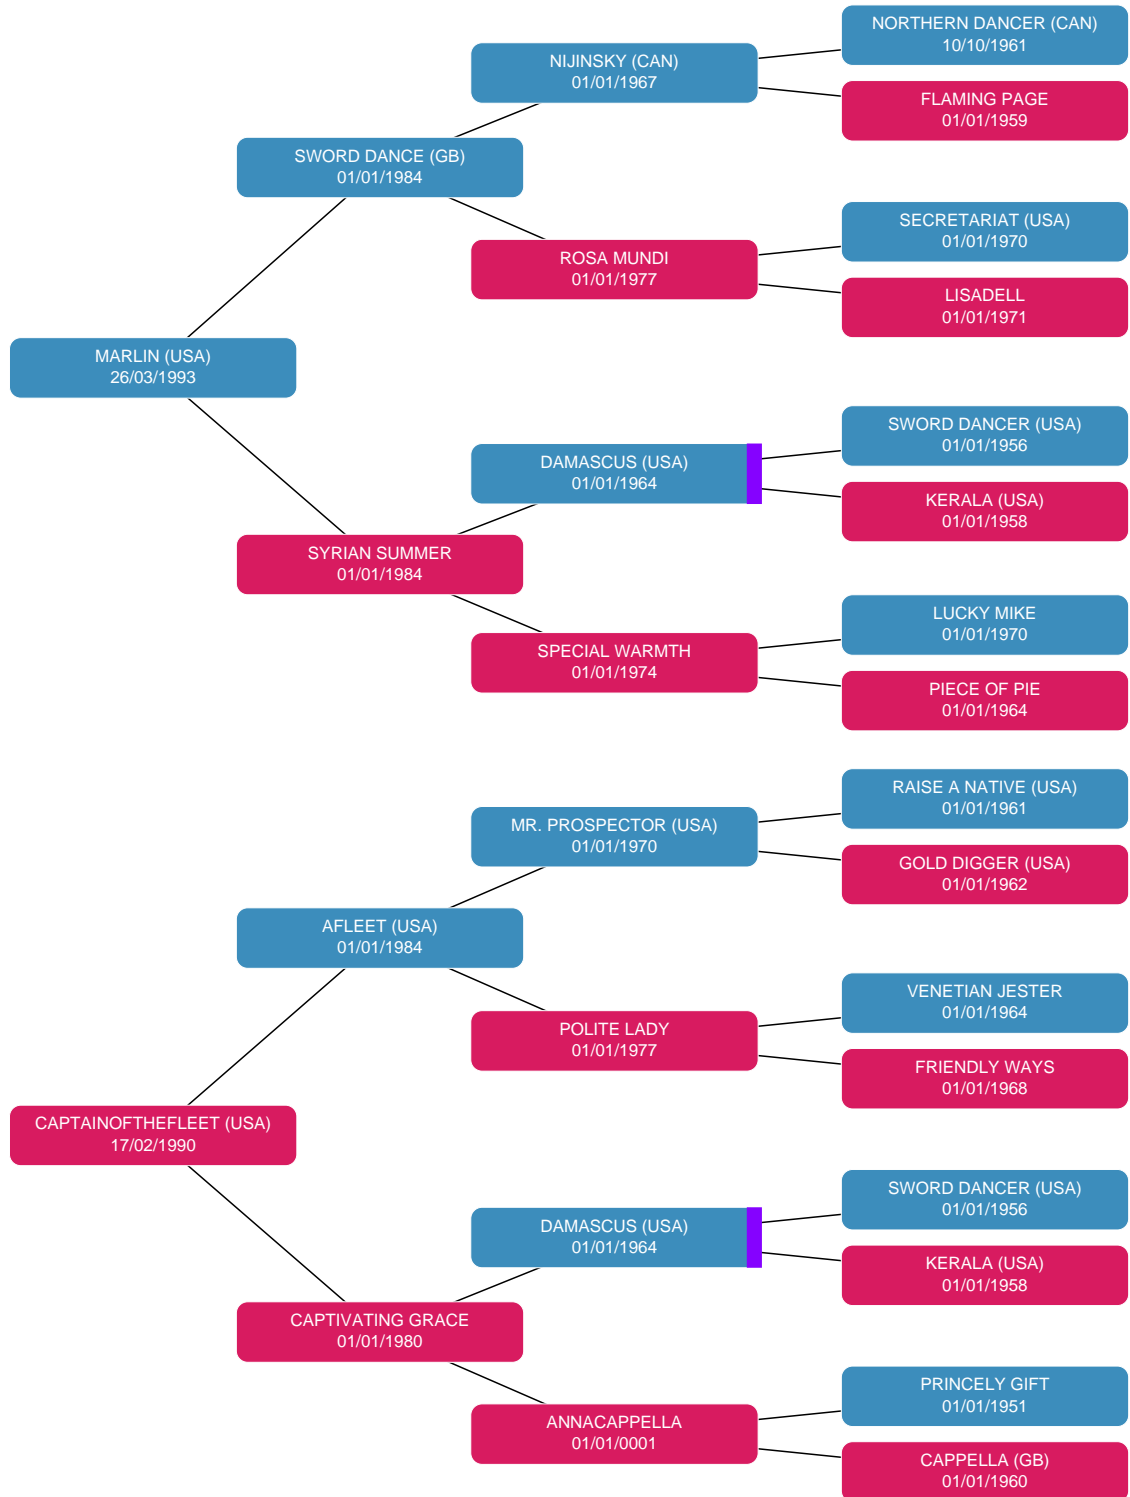 NORTHERN DANCER (CAN)
10/10/1961
NIJINSKY (CAN)
01/01/1967
FLAMING PAGE
01/01/1959
SWORD DANCE (GB)
01/01/1984
SECRETARIAT (USA)
01/01/1970
ROSA MUNDI
01/01/1977
LISADELL
01/01/1971
MARLIN (USA)
26/03/1993
SWORD DANCER (USA)
01/01/1956
DAMASCUS (USA)
01/01/1964
KERALA (USA)
01/01/1958
SYRIAN SUMMER
01/01/1984
LUCKY MIKE
01/01/1970
SPECIAL WARMTH
01/01/1974
PIECE OF PIE
01/01/1964
RAISE A NATIVE (USA)
01/01/1961
MR. PROSPECTOR (USA)
01/01/1970
GOLD DIGGER (USA)
01/01/1962
AFLEET (USA)
01/01/1984
VENETIAN JESTER
01/01/1964
POLITE LADY
01/01/1977
FRIENDLY WAYS
01/01/1968
CAPTAINOFTHEFLEET (USA)
17/02/1990
SWORD DANCER (USA)
01/01/1956
DAMASCUS (USA)
01/01/1964
KERALA (USA)
01/01/1958
CAPTIVATING GRACE
01/01/1980
PRINCELY GIFT
01/01/1951
ANNACAPPELLA
01/01/0001
CAPPELLA (GB)
01/01/1960